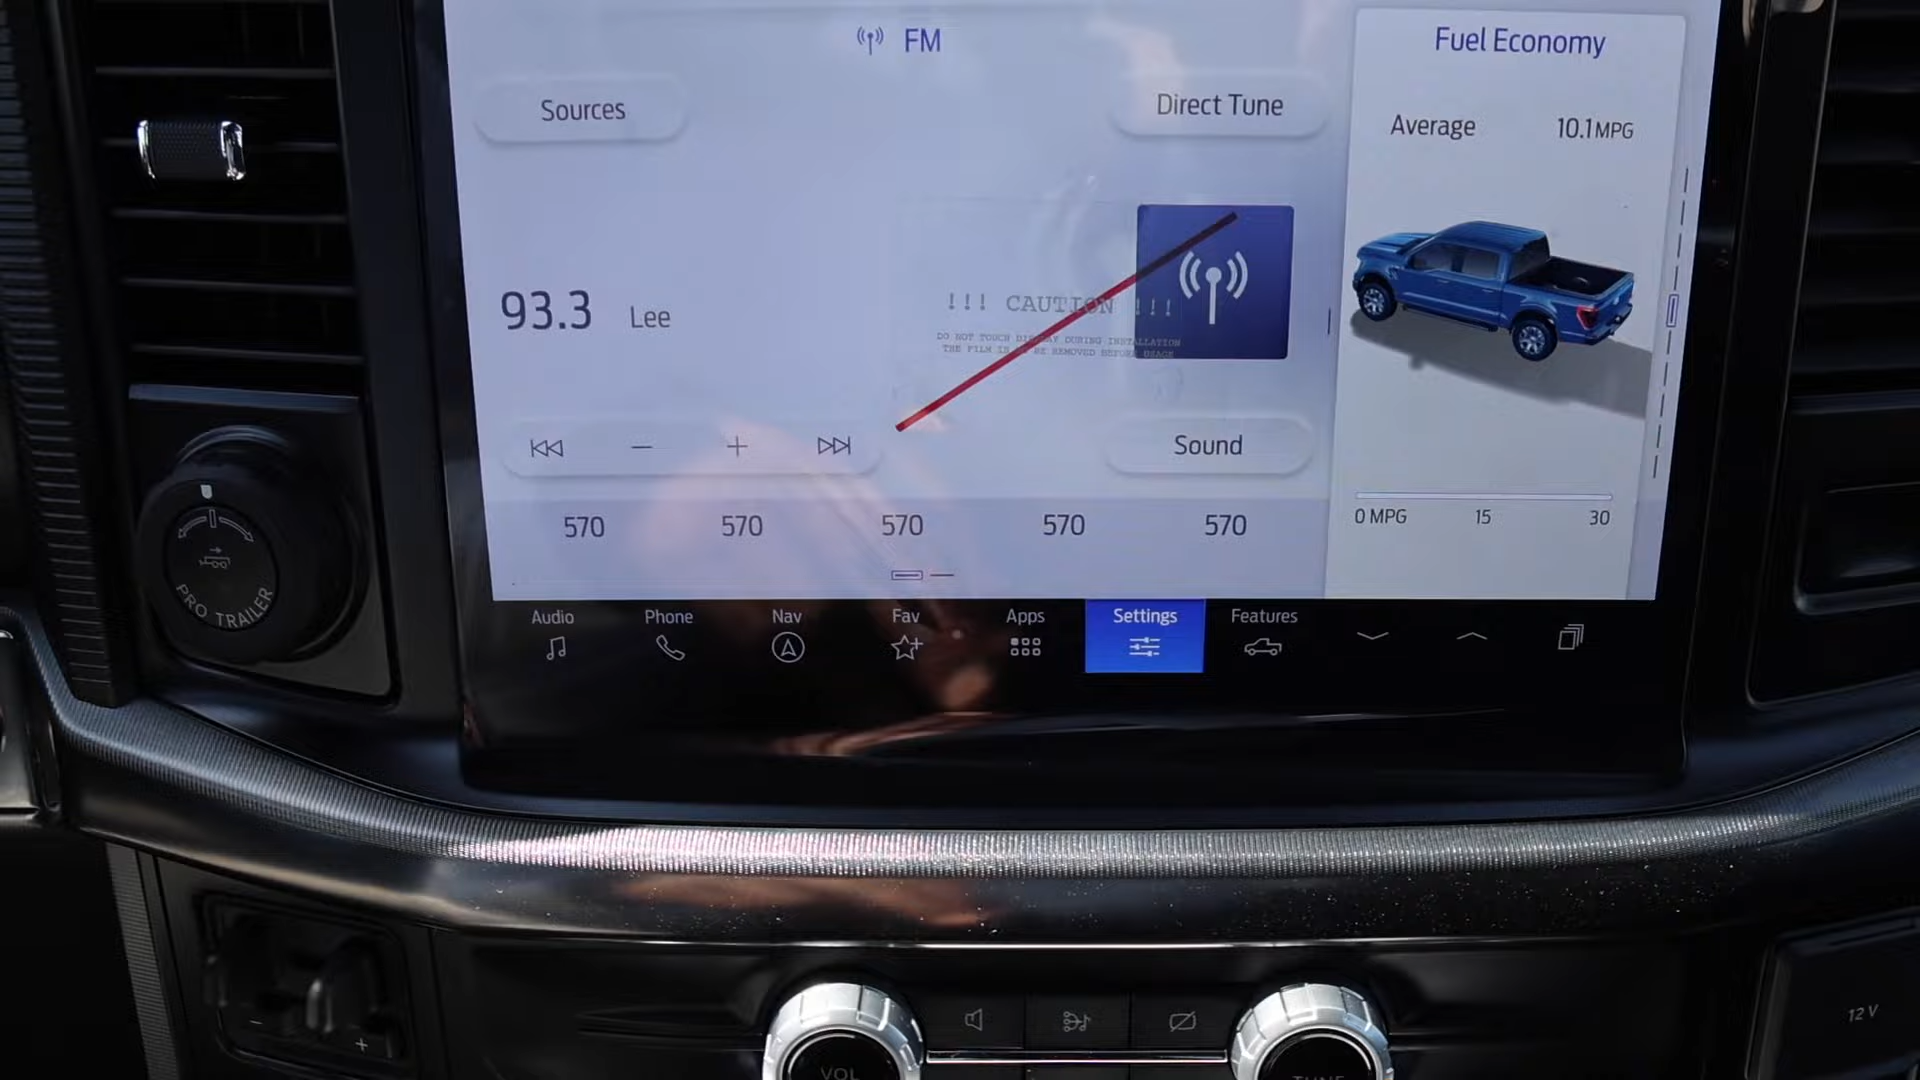 FM
Fuel Economy
Sources
Direct Tune
Average 10.1 MPG
93.3 Lee
!!! CAUTION !!!
DO NOT TOUCH DISPLAY DURING INSTALLATION
THE FILM IS TO BE REMOVED BEFORE USAGE
Sound
570 570 570 570 570
0 MPG 15 30
Audio Phone Nav Fav Apps Settings Features
PRO TRAILER
12 V
VOL
TUNE